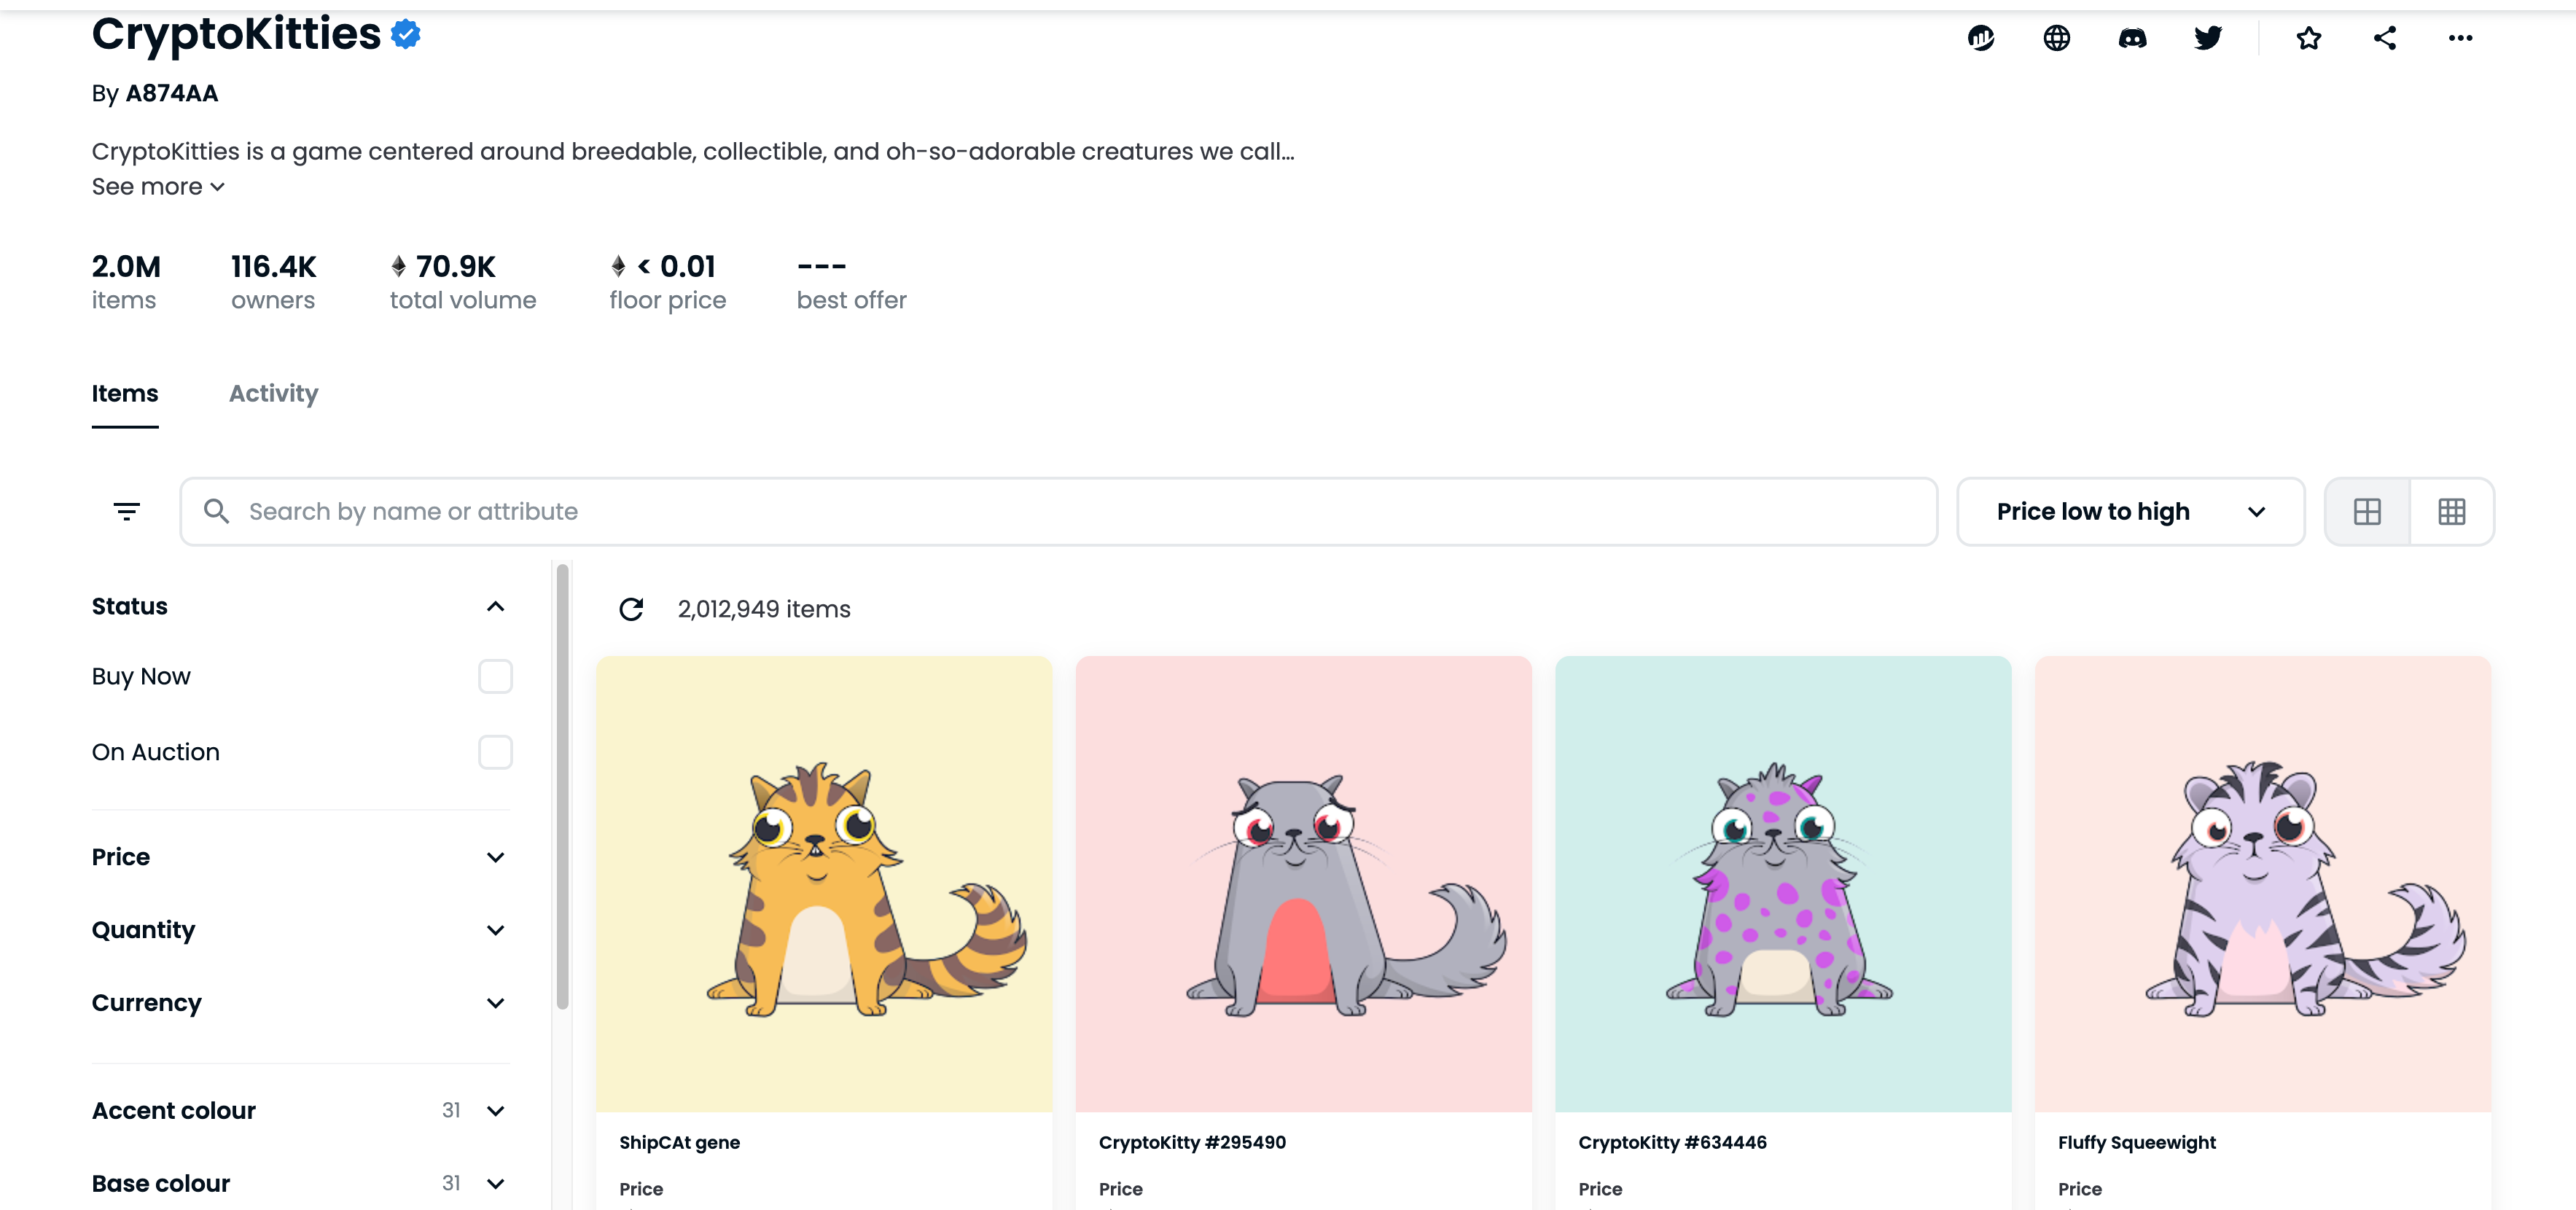 CryptoKitties
By A874AA
CryptoKitties is a game centered around breedable, collectible, and oh-so-adorable creatures we call...
See more
2.0M 116.4K 70.9K < 0.01 ---
items owners total volume floor price best offer
Items Activity
Search by name or attribute Price low to high
Status
2,012,949 items
Buy Now
On Auction
Price
Quantity
Currency
Accent colour 31
Base colour 31
ShipCAt gene CryptoKitty #295490 CryptoKitty #634446 Fluffy Squeewight
Price Price Price Price